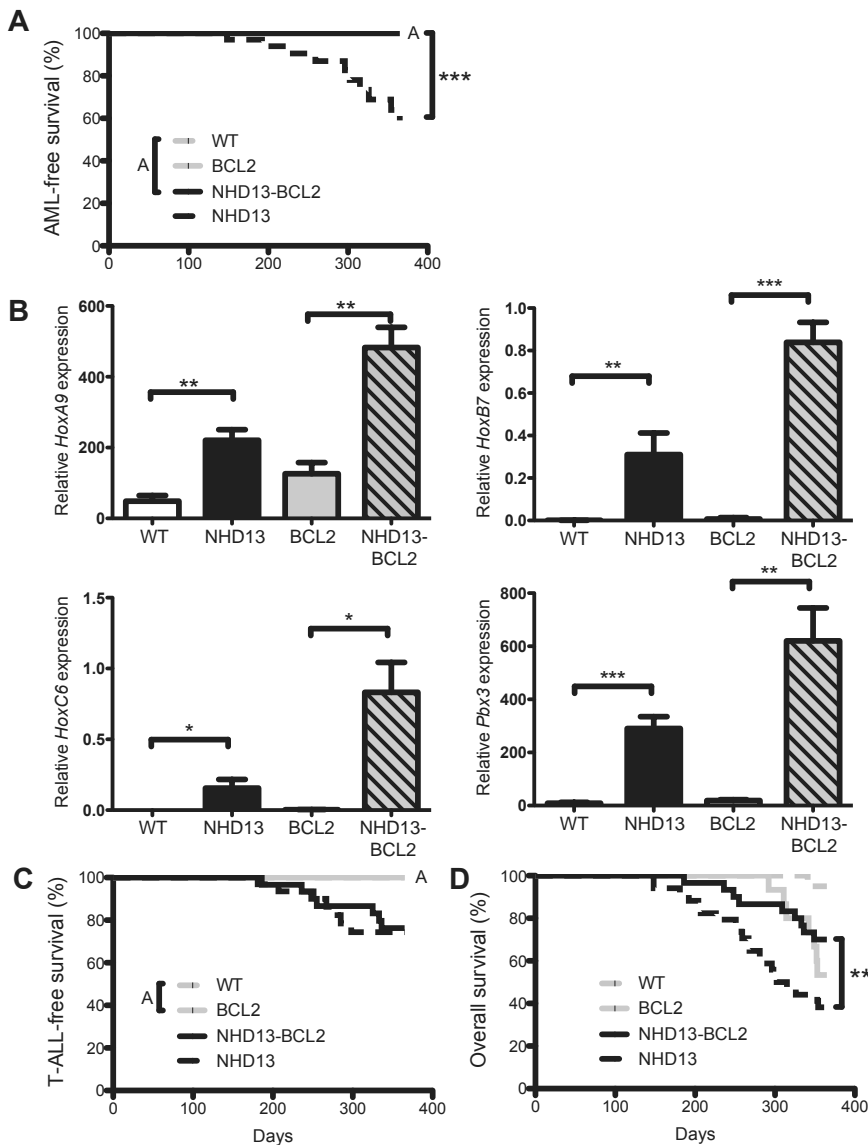 A
AML-free survival (%)
100
80
60
40
20
0
0 100 200 300 400
A
***
A
WT
BCL2
NHD13-BCL2
NHD13
B
Relative HoxA9 expression
600
400
200
0
**
**
WT NHD13 BCL2 NHD13-
BCL2
Relative HoxB7 expression
1.0
0.8
0.6
0.4
0.2
0.0
**
***
WT NHD13 BCL2 NHD13-
BCL2
Relative HoxC6 expression
1.5
1.0
0.5
0.0
*
*
WT NHD13 BCL2 NHD13-
BCL2
Relative Pbx3 expression
800
600
400
200
0
***
**
WT NHD13 BCL2 NHD13-
BCL2
C
T-ALL-free survival (%)
100
80
60
40
20
0
0 100 200 300 400
Days
A
A
WT
BCL2
NHD13-BCL2
NHD13
D
Overall survival (%)
100
80
60
40
20
0
0 100 200 300 400
Days
**
WT
BCL2
NHD13-BCL2
NHD13